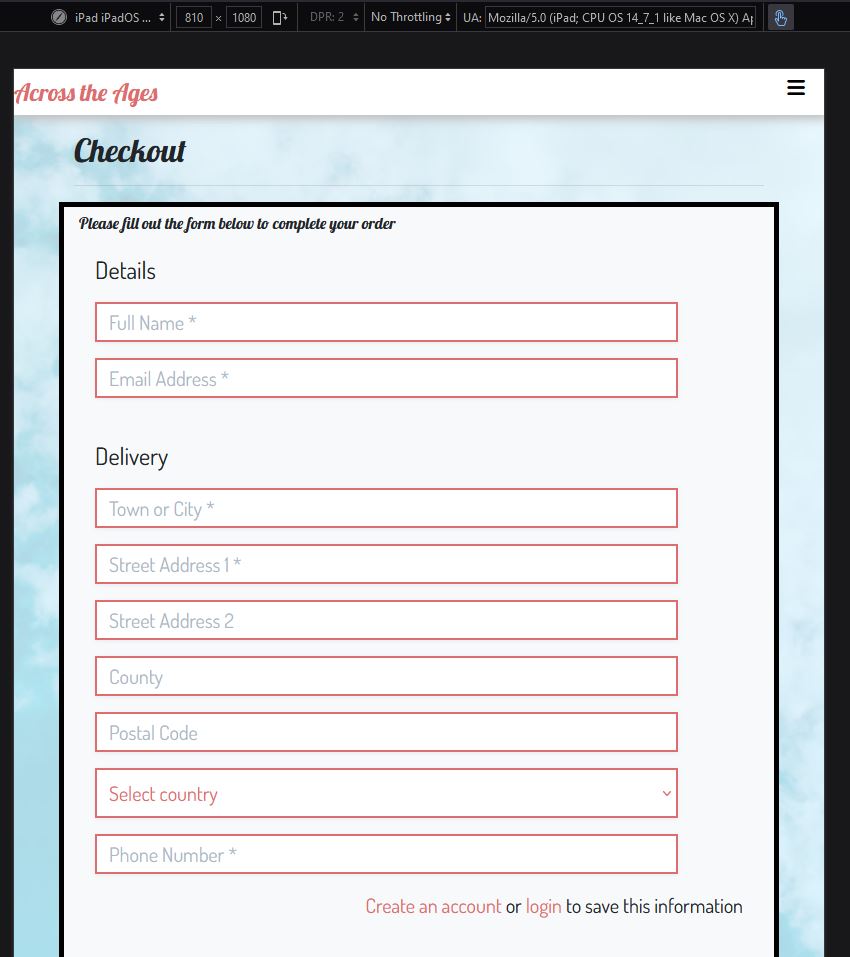 iPad iPadOS ... 810 × 1080 DPR: 2 No Throttling UA: Mozilla/5.0 (iPad; CPU OS 14_7_1 like Mac OS X) Ap
Across the Ages
Checkout
Please fill out the form below to complete your order
Details
Full Name *
Email Address *
Delivery
Town or City *
Street Address 1 *
Street Address 2
County
Postal Code
Select country
Phone Number *
Create an account or login to save this information